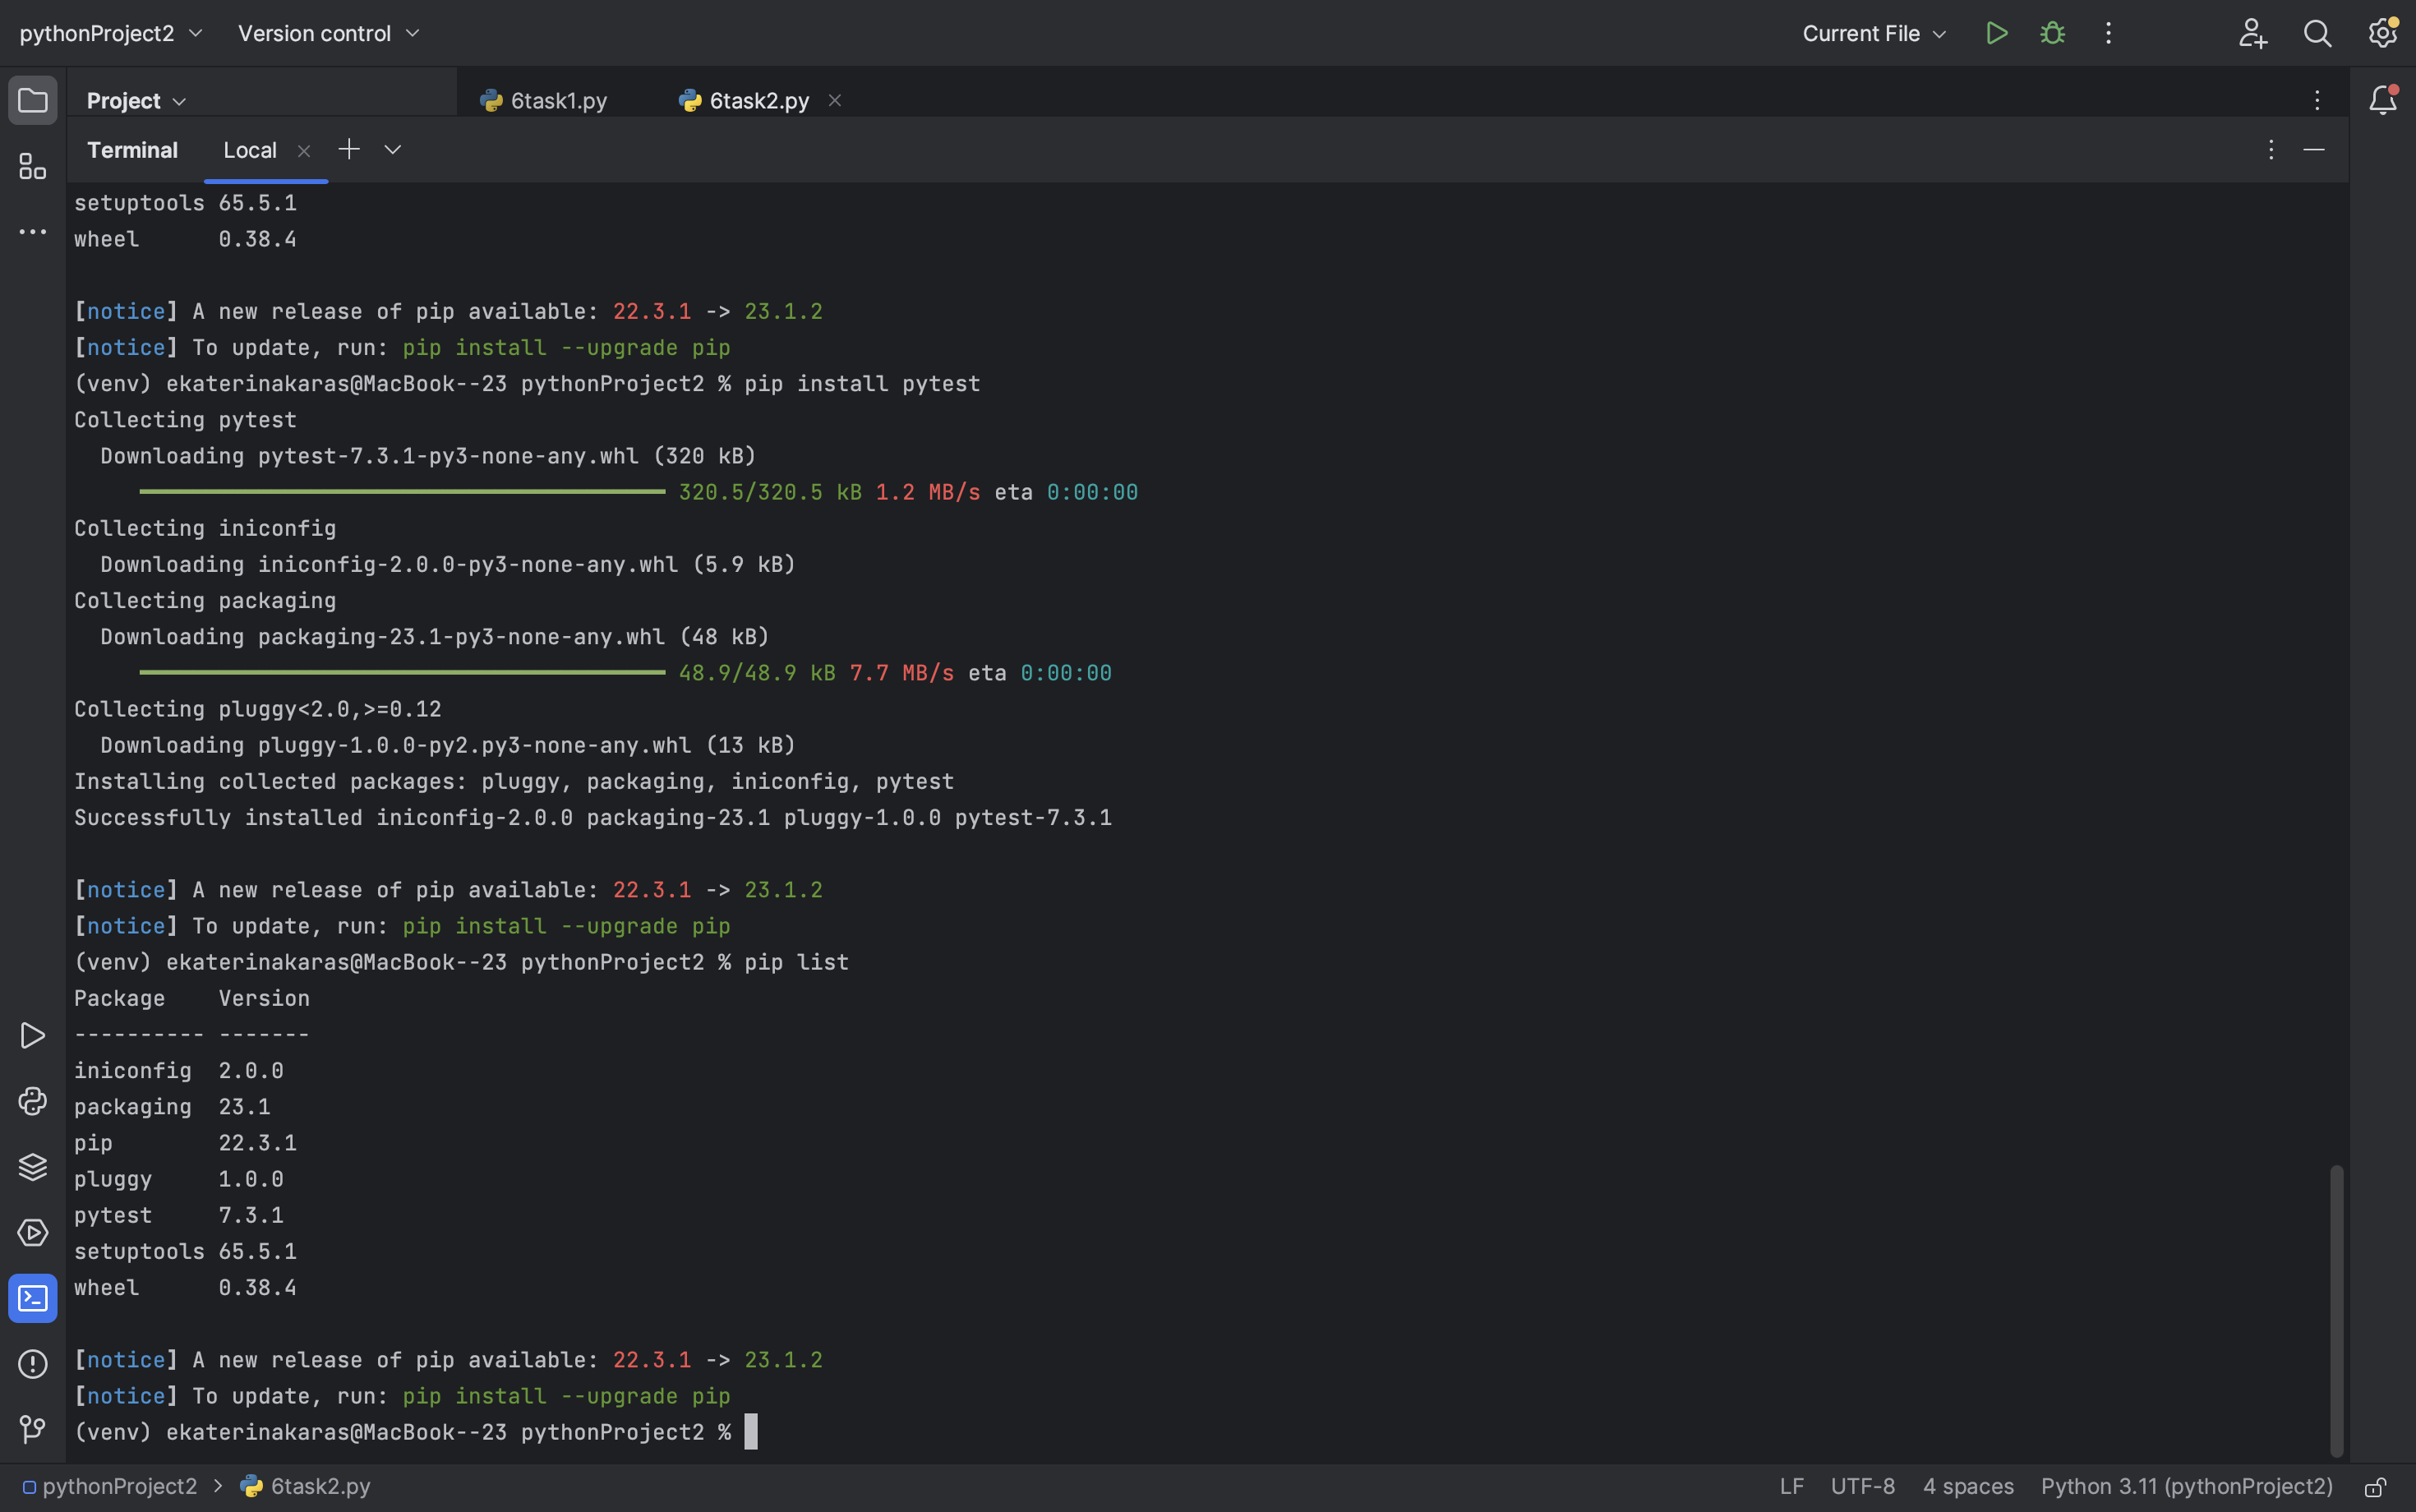 pythonProject2 Version control Current File
Project 6task1.py 6task2.py
Terminal Local
setuptools 65.5.1
wheel      0.38.4
[notice] A new release of pip available: 22.3.1 -> 23.1.2
[notice] To update, run: pip install --upgrade pip
(venv) ekaterinakaras@MacBook--23 pythonProject2 % pip install pytest
Collecting pytest
  Downloading pytest-7.3.1-py3-none-any.whl (320 kB)
320.5/320.5 kB 1.2 MB/s eta 0:00:00
Collecting iniconfig
  Downloading iniconfig-2.0.0-py3-none-any.whl (5.9 kB)
Collecting packaging
  Downloading packaging-23.1-py3-none-any.whl (48 kB)
48.9/48.9 kB 7.7 MB/s eta 0:00:00
Collecting pluggy<2.0,>=0.12
  Downloading pluggy-1.0.0-py2.py3-none-any.whl (13 kB)
Installing collected packages: pluggy, packaging, iniconfig, pytest
Successfully installed iniconfig-2.0.0 packaging-23.1 pluggy-1.0.0 pytest-7.3.1
[notice] A new release of pip available: 22.3.1 -> 23.1.2
[notice] To update, run: pip install --upgrade pip
(venv) ekaterinakaras@MacBook--23 pythonProject2 % pip list
Package    Version
---------- -------
iniconfig  2.0.0
packaging  23.1
pip        22.3.1
pluggy     1.0.0
pytest     7.3.1
setuptools 65.5.1
wheel      0.38.4
[notice] A new release of pip available: 22.3.1 -> 23.1.2
[notice] To update, run: pip install --upgrade pip
(venv) ekaterinakaras@MacBook--23 pythonProject2 %
pythonProject2 > 6task2.py LF UTF-8 4 spaces Python 3.11 (pythonProject2)